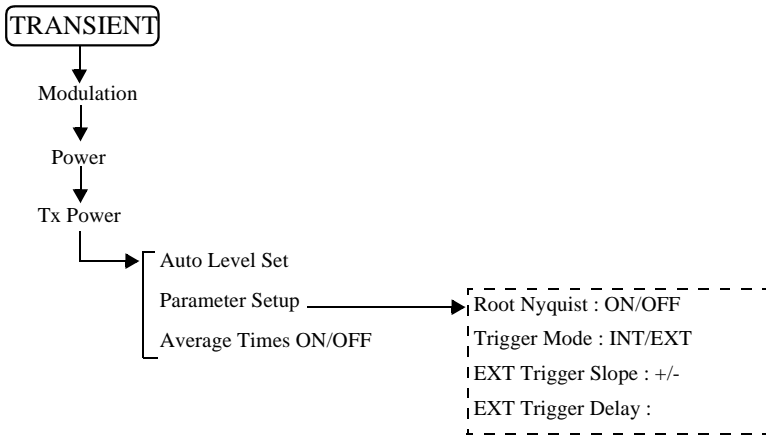 TRANSIENT
Modulation
Power
Tx Power
Auto Level Set
Parameter Setup
Average Times ON/OFF
Root Nyquist : ON/OFF
Trigger Mode : INT/EXT
EXT Trigger Slope : +/-
EXT Trigger Delay :